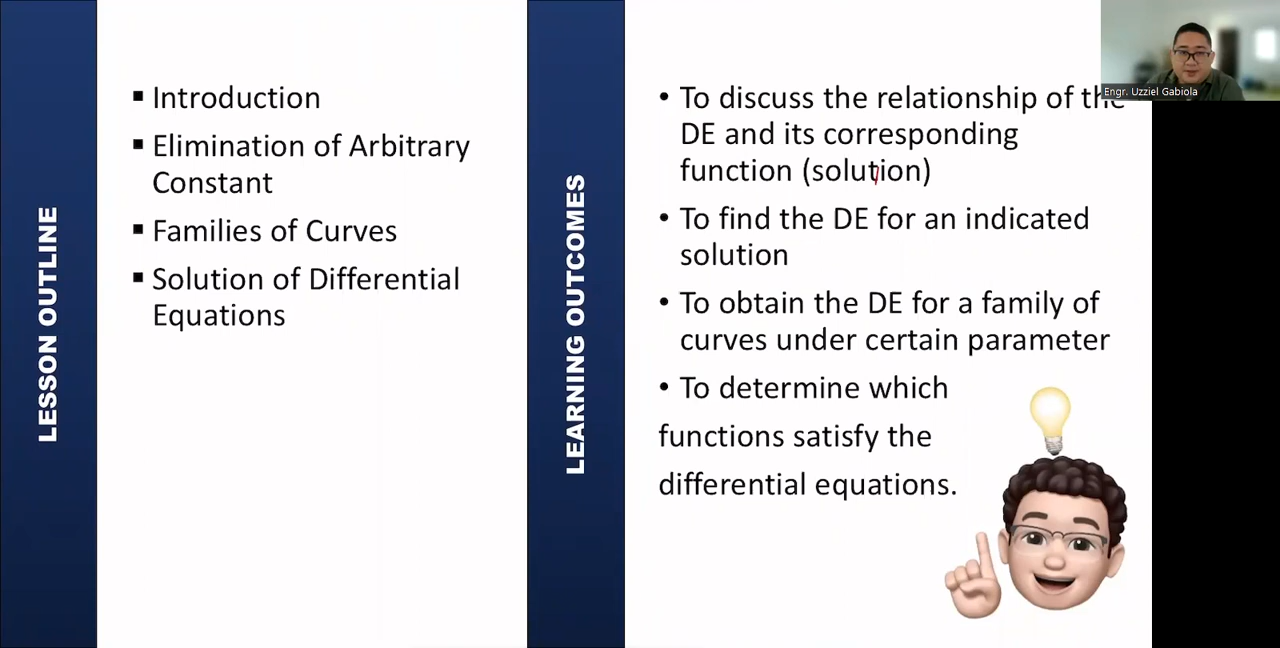 LESSON OUTLINE
▪ Introduction
▪ Elimination of Arbitrary
Constant
▪ Families of Curves
▪ Solution of Differential
Equations
LEARNING OUTCOMES
• To discuss the relationship of the
DE and its corresponding
function (solution)
• To find the DE for an indicated
solution
• To obtain the DE for a family of
curves under certain parameter
• To determine which
functions satisfy the
differential equations.
Engr. Uzziel Gabiola